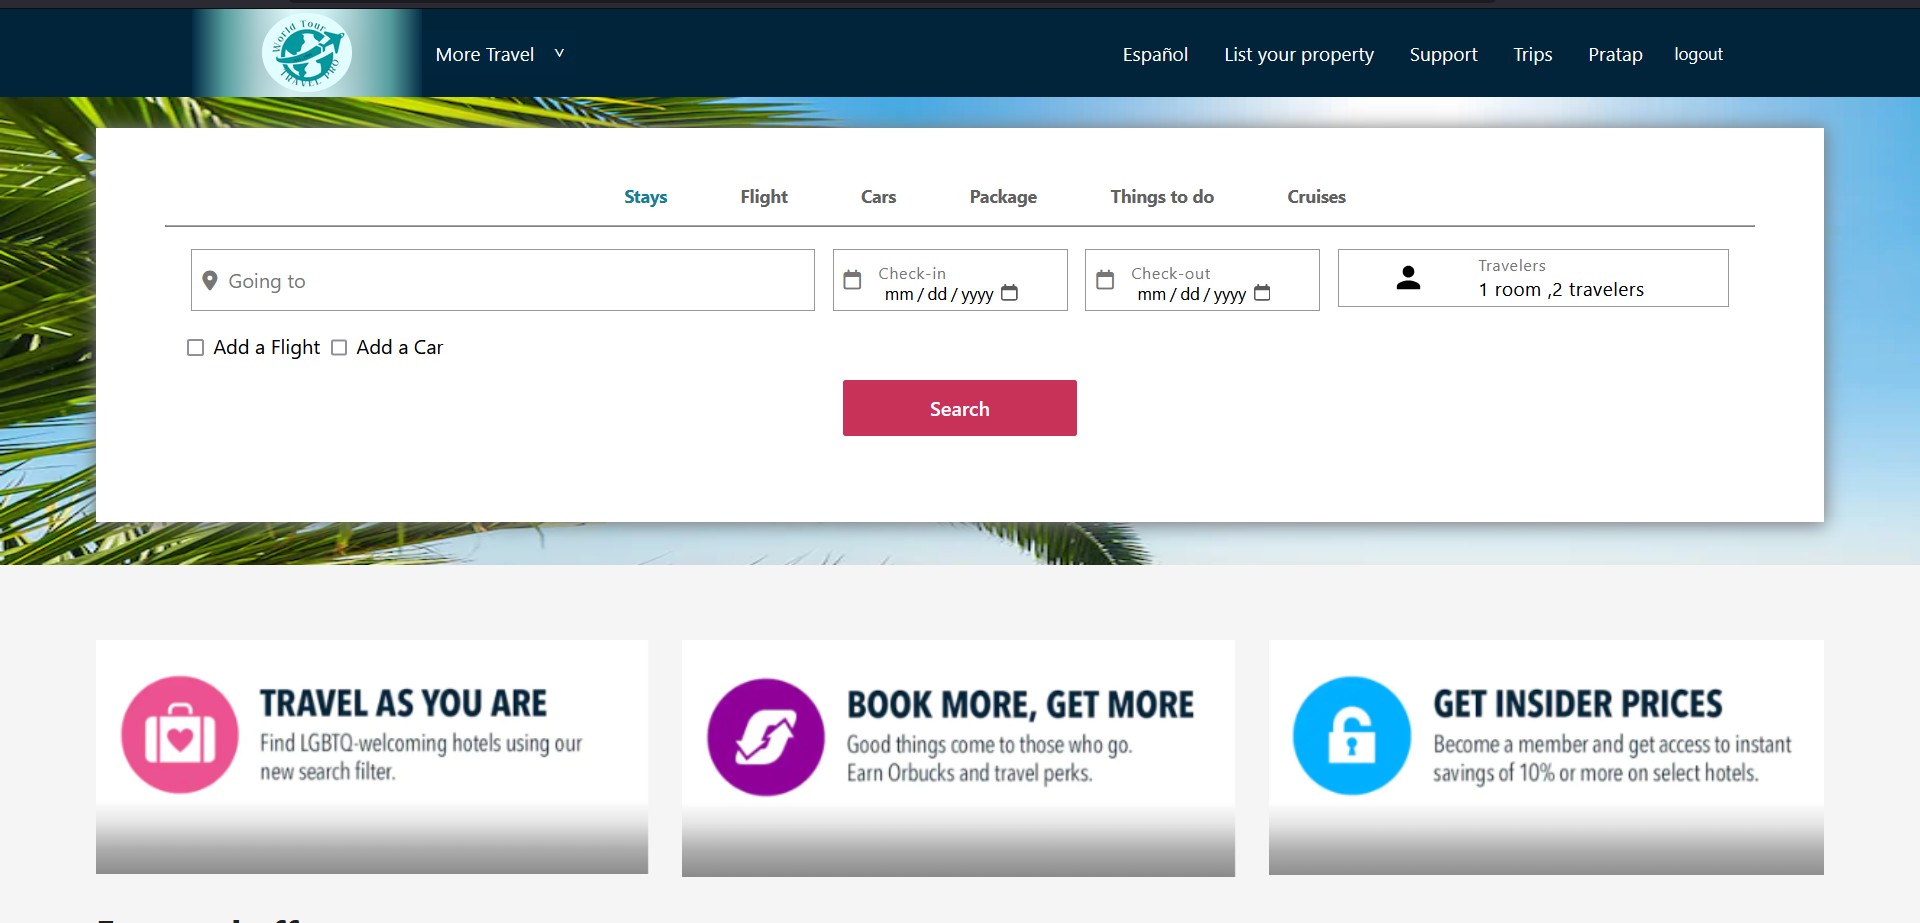 World Tour
TRAVEL PRO
More Travel
Español
List your property
Support
Trips
Pratap
logout
Stays
Flight
Cars
Package
Things to do
Cruises
Going to
Check-in
mm/dd/yyyy
Check-out
mm/dd/yyyy
Travelers
1 room ,2 travelers
Add a Flight
Add a Car
Search
TRAVEL AS YOU ARE
Find LGBTQ-welcoming hotels using our
new search filter.
BOOK MORE, GET MORE
Good things come to those who go.
Earn Orbucks and travel perks.
GET INSIDER PRICES
Become a member and get access to instant
savings of 10% or more on select hotels.